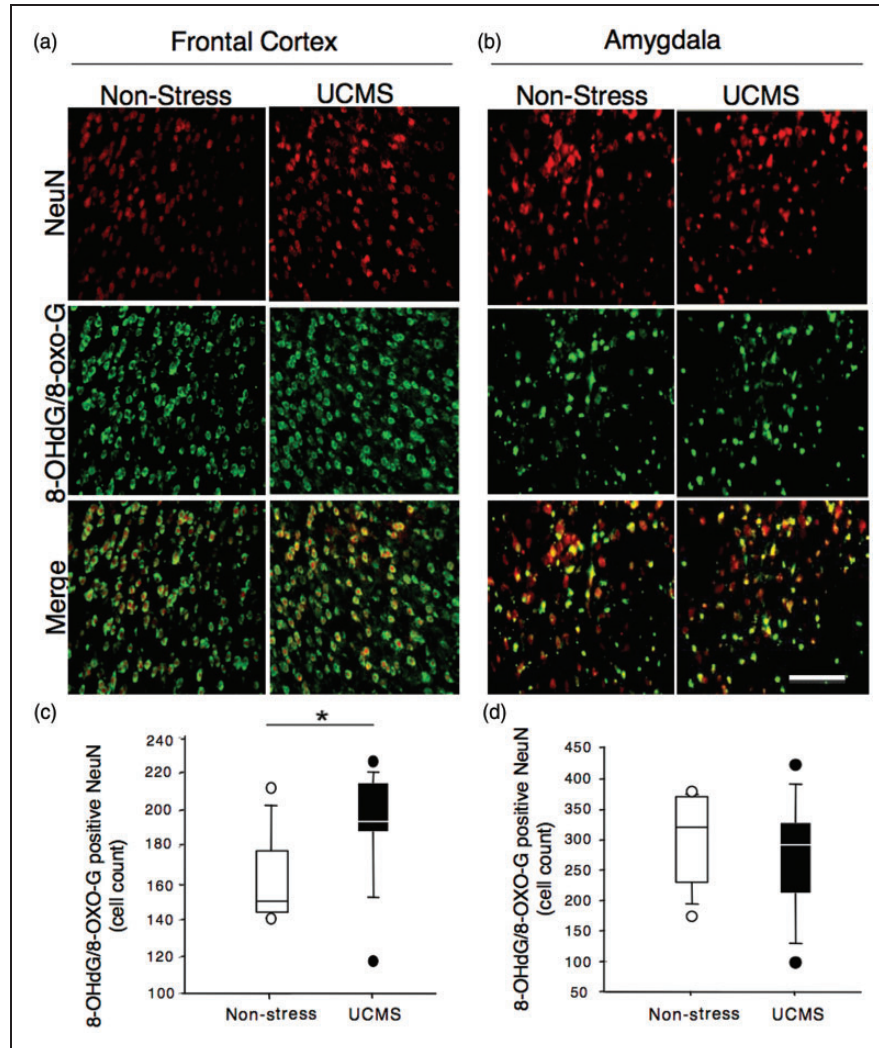 (a)
Frontal Cortex
(b)
Amygdala
Non-Stress
UCMS
Non-Stress
UCMS
NeuN
8-OHdG/8-oxo-G
Merge
(c)
*
8-OHdG/8-OXO-G positive NeuN
(cell count)
240
220
200
180
160
140
120
100
Non-stress
UCMS
(d)
8-OHdG/8-OXO-G positive NeuN
(cell count)
450
400
350
300
250
200
150
100
50
Non-stress
UCMS